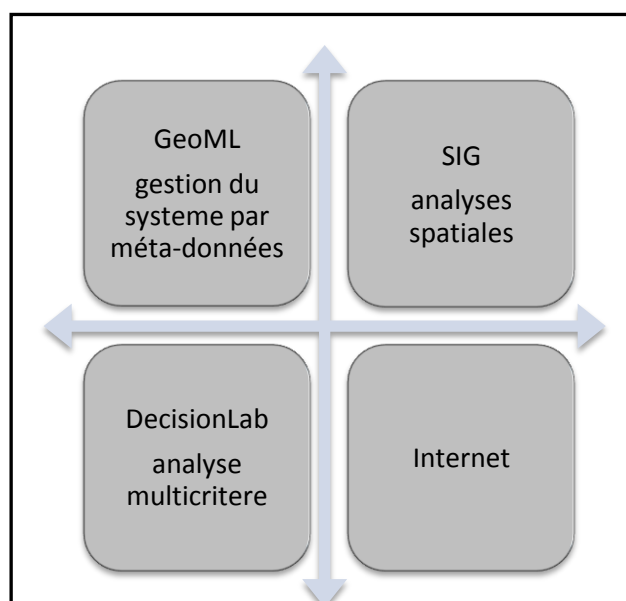 GeoML
gestion du
systeme par
méta-données
SIG
analyses
spatiales
DecisionLab
analyse
multicritere
Internet